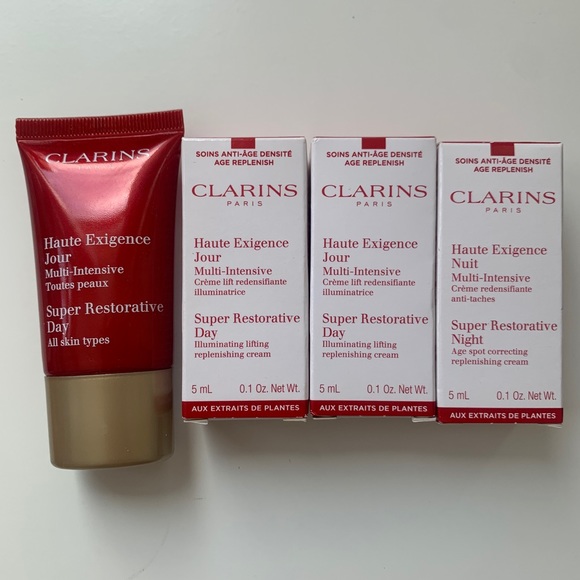 CLARINS
Haute Exigence
Jour
Multi-Intensive
Toutes peaux
Super Restorative
Day
All skin types
SOINS ANTI-ÂGE DENSITÉ
AGE REPLENISH
CLARINS
PARIS
Haute Exigence
Jour
Multi-Intensive
Crème lift redensifiante
illuminatrice
Super Restorative
Day
Illuminating lifting
replenishing cream
5 mL 0.1 Oz. Net Wt.
AUX EXTRAITS DE PLANTES
SOINS ANTI-ÂGE DENSITÉ
AGE REPLENISH
CLARINS
PARIS
Haute Exigence
Jour
Multi-Intensive
Crème lift redensifiante
illuminatrice
Super Restorative
Day
Illuminating lifting
replenishing cream
5 mL 0.1 Oz. Net Wt.
AUX EXTRAITS DE PLANTES
SOINS ANTI-ÂGE DENSITÉ
AGE REPLENISH
CLARINS
PARIS
Haute Exigence
Nuit
Multi-Intensive
Crème redensifiante
anti-taches
Super Restorative
Night
Age spot correcting
replenishing cream
5 mL 0.1 Oz. Net Wt.
AUX EXTRAITS DE PLANTES